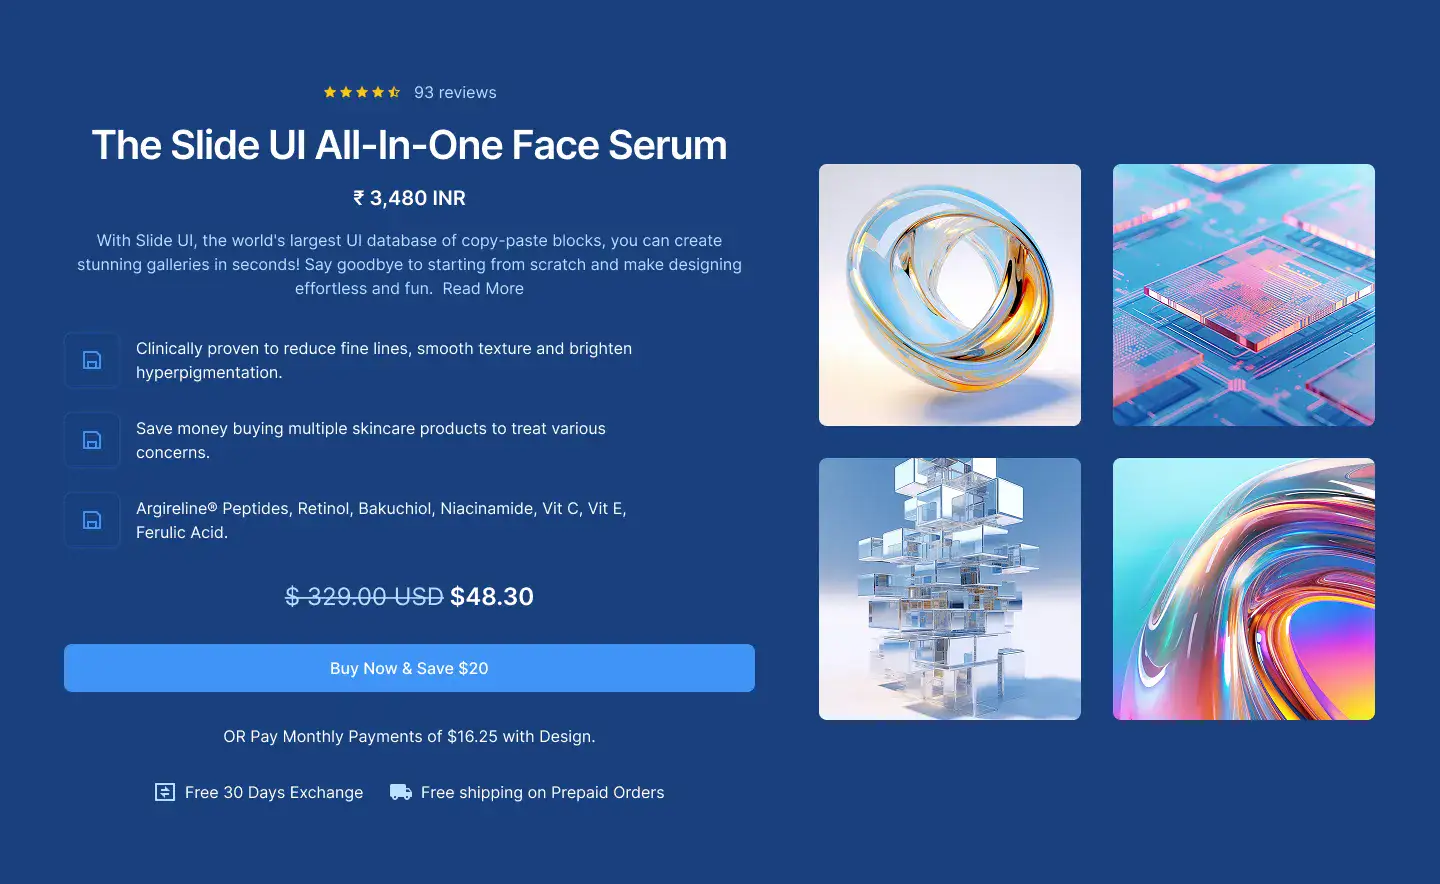 93 reviews
The Slide UI All-In-One Face Serum
₹ 3,480 INR
With Slide UI, the world's largest UI database of copy-paste blocks, you can create
stunning galleries in seconds! Say goodbye to starting from scratch and make designing
effortless and fun. Read More
Clinically proven to reduce fine lines, smooth texture and brighten
hyperpigmentation.
Save money buying multiple skincare products to treat various
concerns.
Argireline® Peptides, Retinol, Bakuchiol, Niacinamide, Vit C, Vit E,
Ferulic Acid.
$ 329.00 USD $48.30
Buy Now & Save $20
OR Pay Monthly Payments of $16.25 with Design.
Free 30 Days Exchange Free shipping on Prepaid Orders